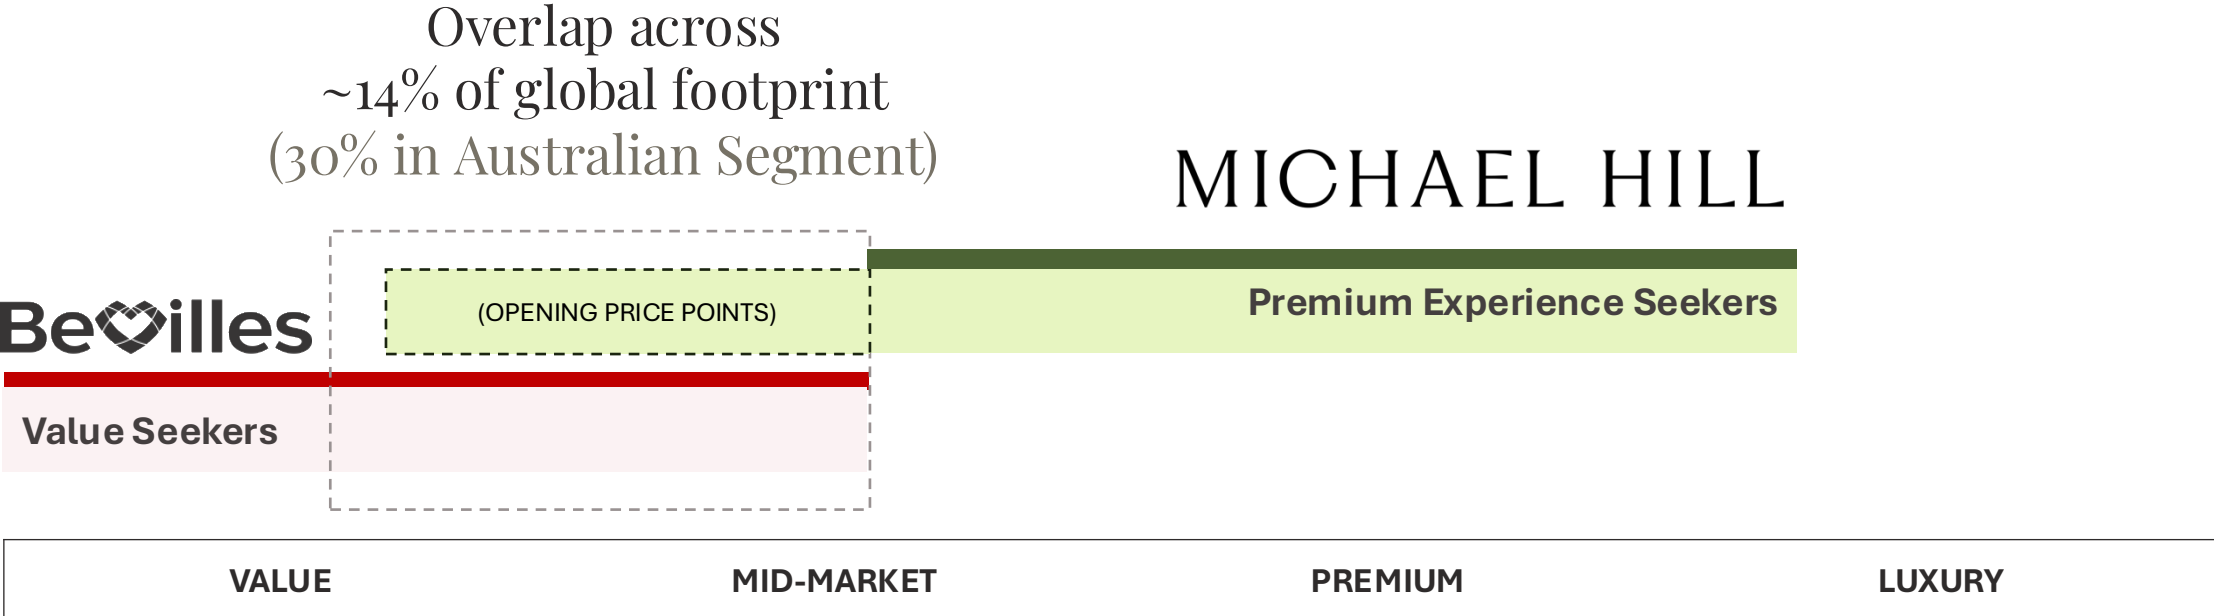 Overlap across
~14% of global footprint
(30% in Australian Segment)
MICHAEL HILL
(OPENING PRICE POINTS)
Premium Experience Seekers
Bevilles
Value Seekers
VALUE
MID-MARKET
PREMIUM
LUXURY